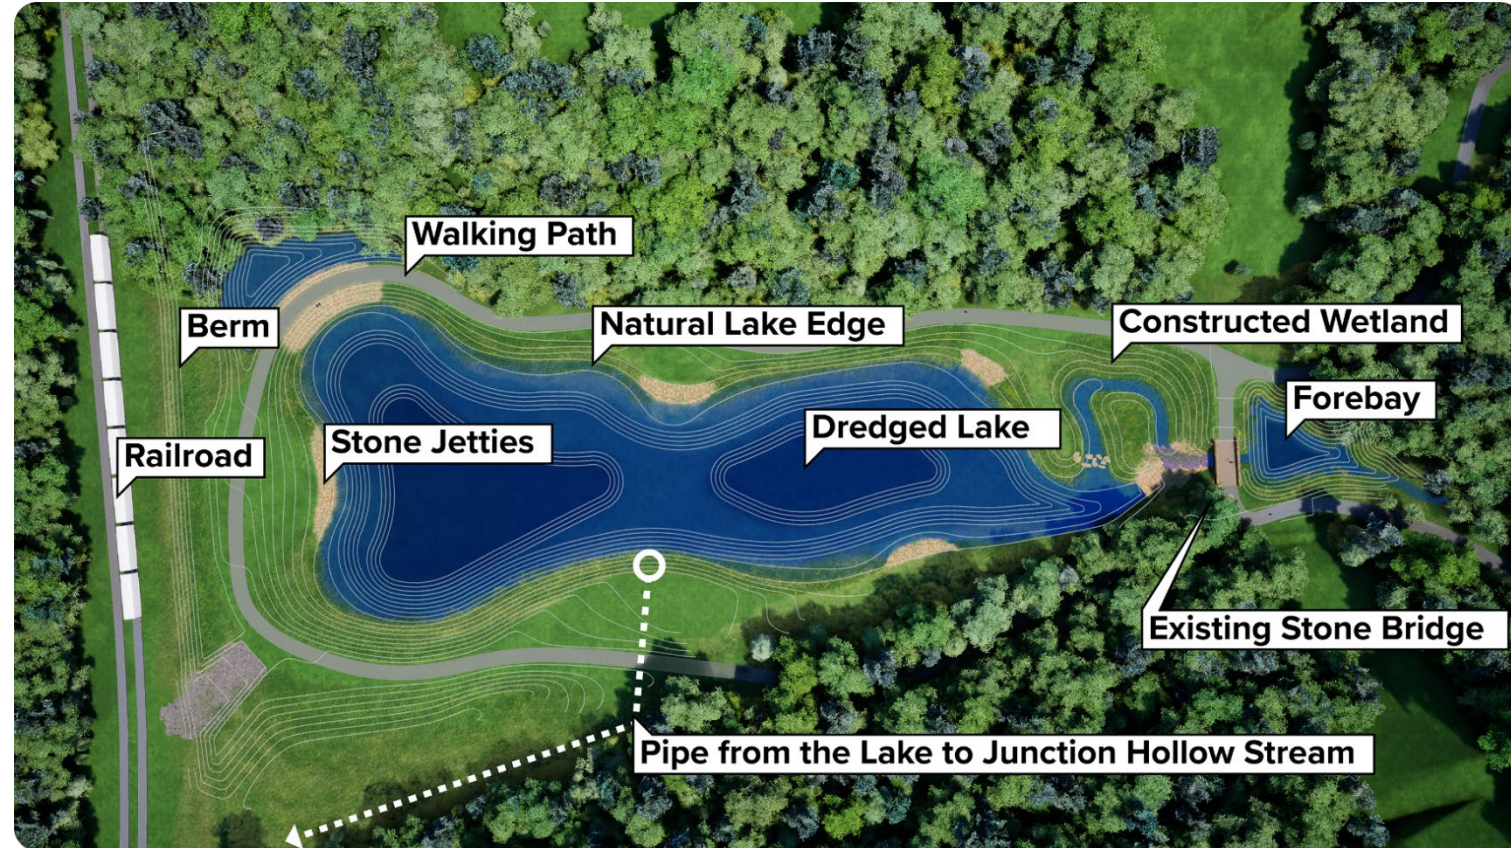 Walking Path
Berm
Natural Lake Edge
Constructed Wetland
Forebay
Railroad
Stone Jetties
Dredged Lake
Existing Stone Bridge
Pipe from the Lake to Junction Hollow Stream